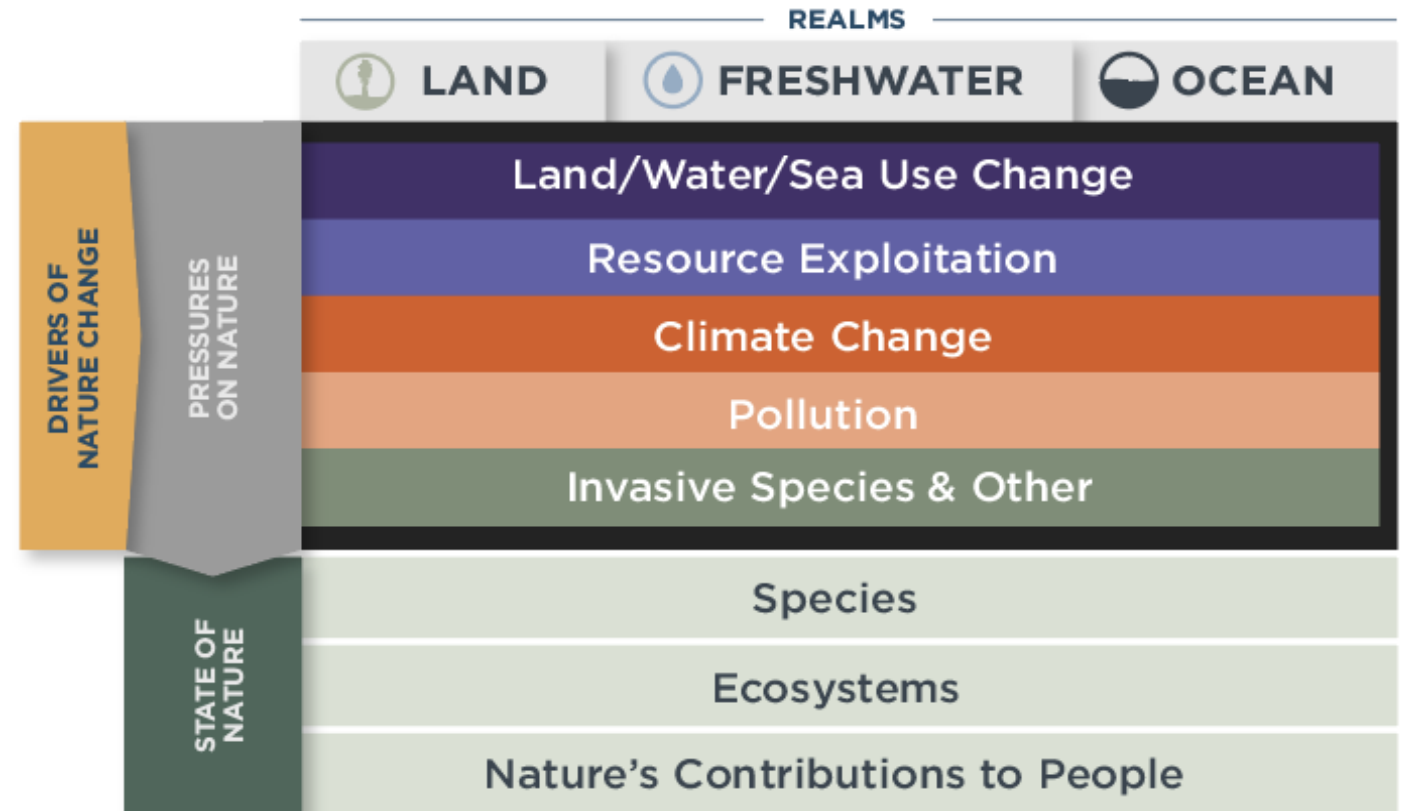 REALMS
LAND
FRESHWATER
OCEAN
DRIVERS OF
NATURE CHANGE
PRESSURES
ON NATURE
Land/Water/Sea Use Change
Resource Exploitation
Climate Change
Pollution
Invasive Species & Other
STATE OF
NATURE
Species
Ecosystems
Nature’s Contributions to People